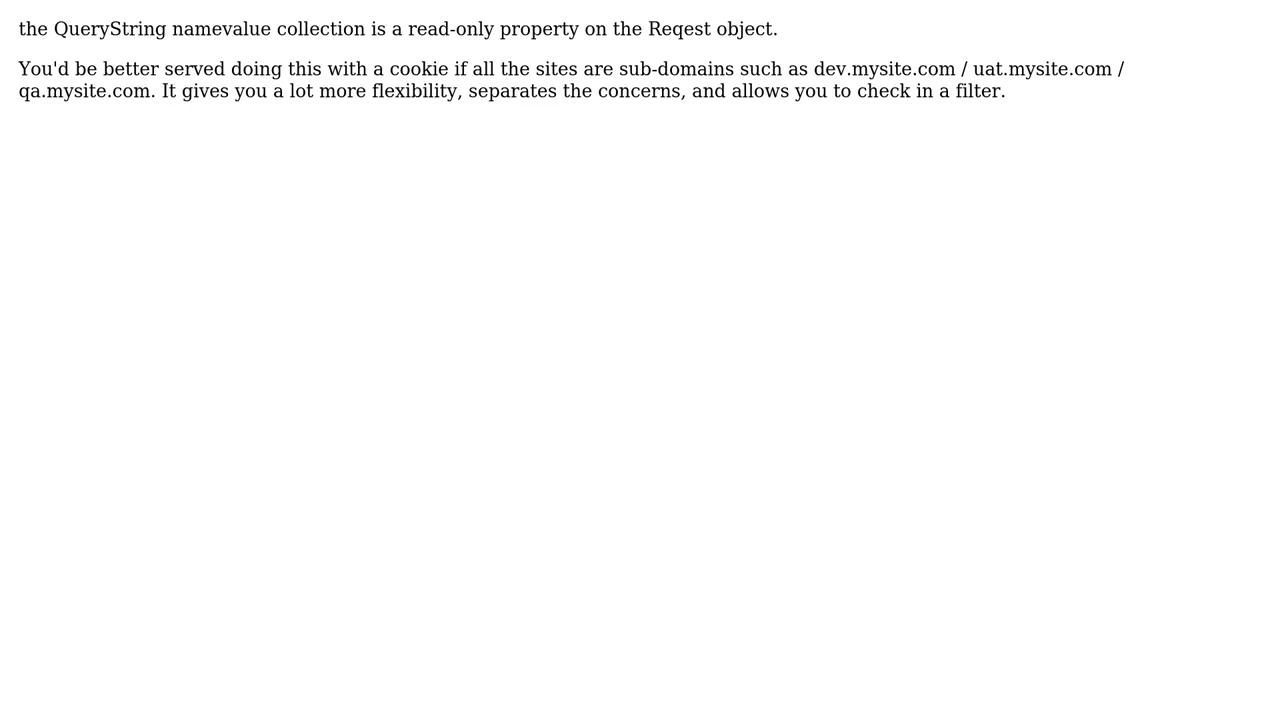 the QueryString namevalue collection is a read-only property on the Reqest object.
You'd be better served doing this with a cookie if all the sites are sub-domains such as dev.mysite.com / uat.mysite.com /
qa.mysite.com. It gives you a lot more flexibility, separates the concerns, and allows you to check in a filter.